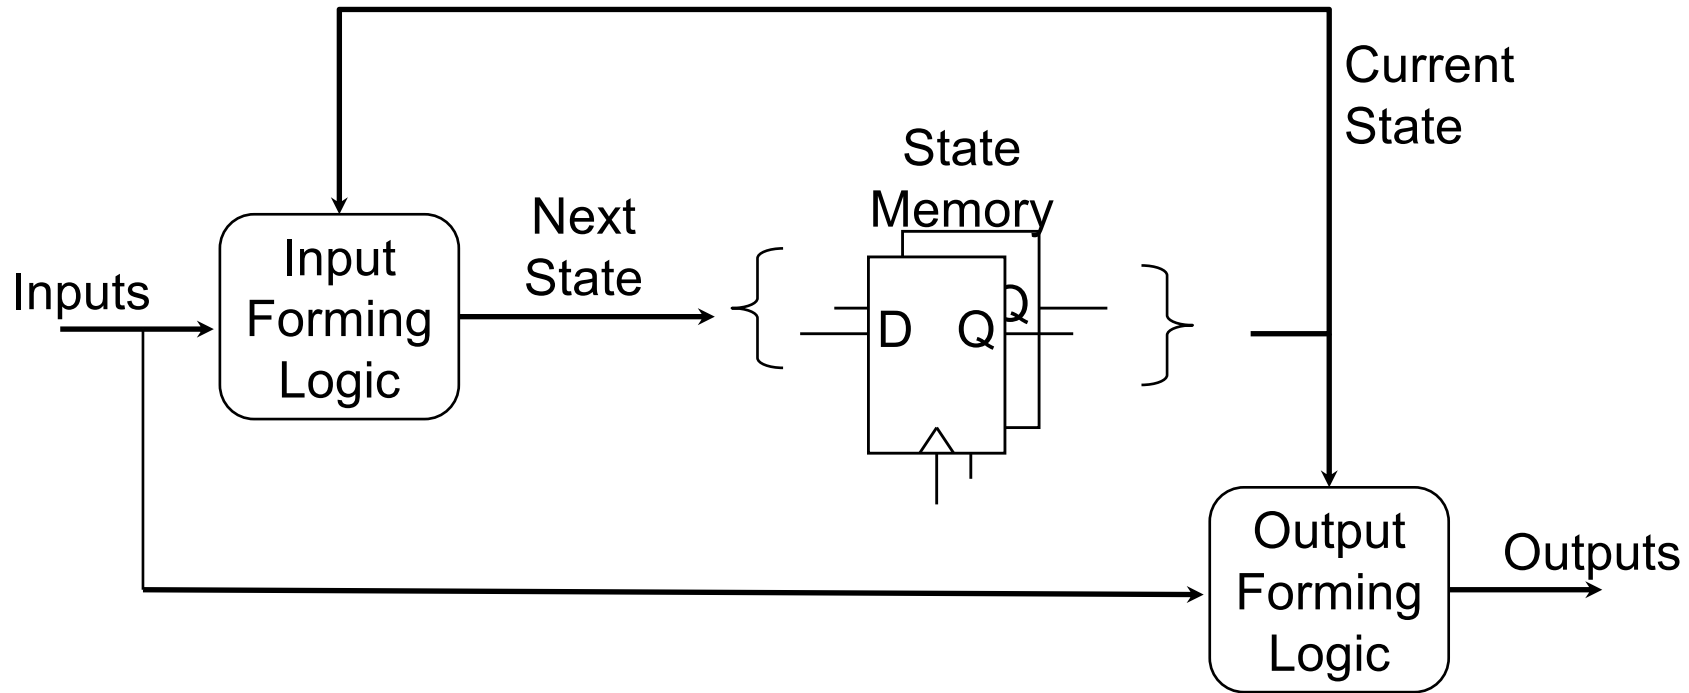 Current
State
State
Memory
Next
State
Input
Forming
Logic
Inputs
D
Q
Q
Output
Forming
Logic
Outputs